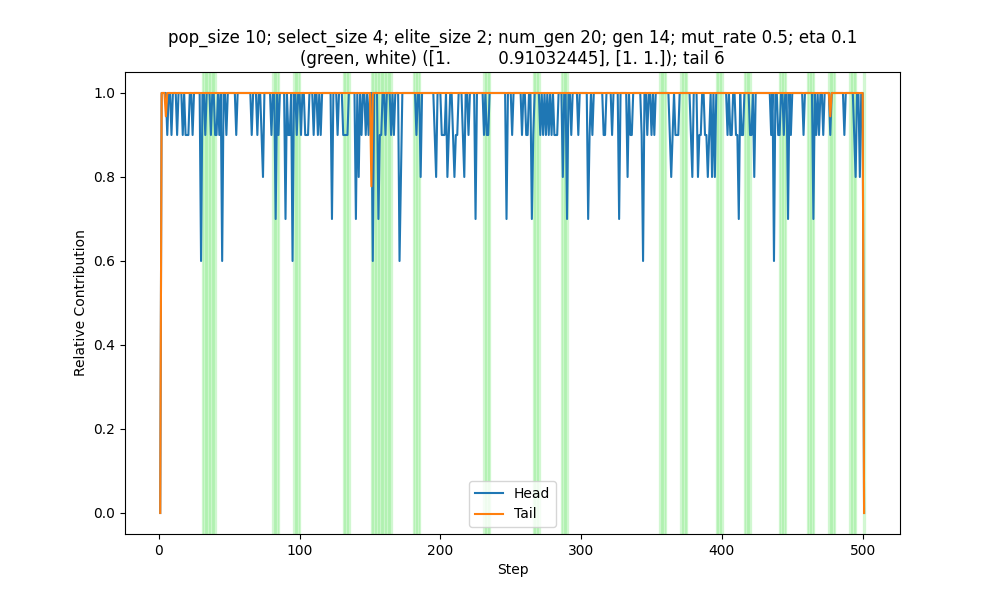 pop_size 10; select_size 4; elite_size 2; num_gen 20; gen 14; mut_rate 0.5; eta 0.1
(green, white) ([1.         0.91032445], [1. 1.]); tail 6
1.0
0.8
0.6
0.4
0.2
0.0
Relative Contribution
Head
Tail
0
100
200
300
400
500
Step